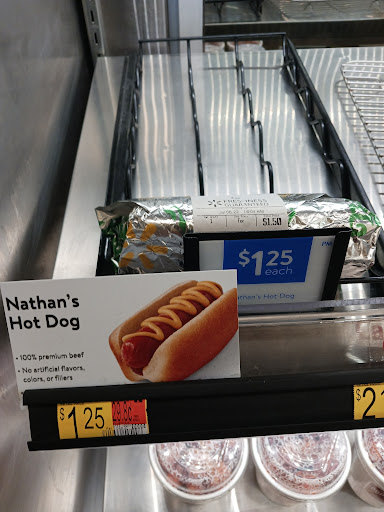 FRESHNESS
GUARANTEED
$1.50
$1 25
each
Nathan's Hot Dog
Nathan's
Hot Dog
• 100% premium beef
• No artificial flavors,
colors, or fillers
$1.25
$2